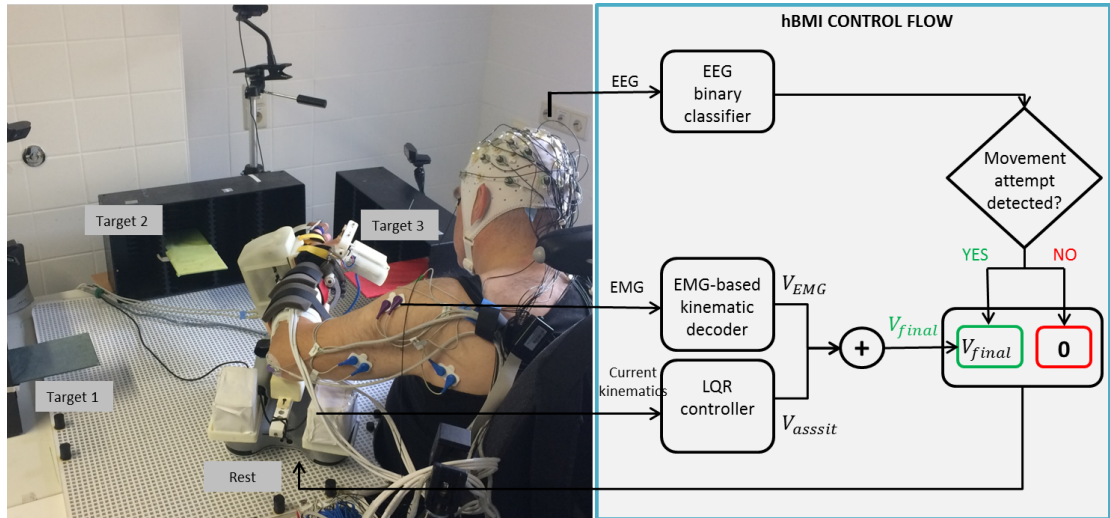 hBMI CONTROL FLOW
EEG
EEG
binary
classifier
Movement
attempt
detected?
YES
NO
Target 2
Target 3
EMG
EMG-based
kinematic
decoder
V_EMG
V_final
+
V_final
0
Current
kinematics
LQR
controller
V_asssit
Target 1
Rest